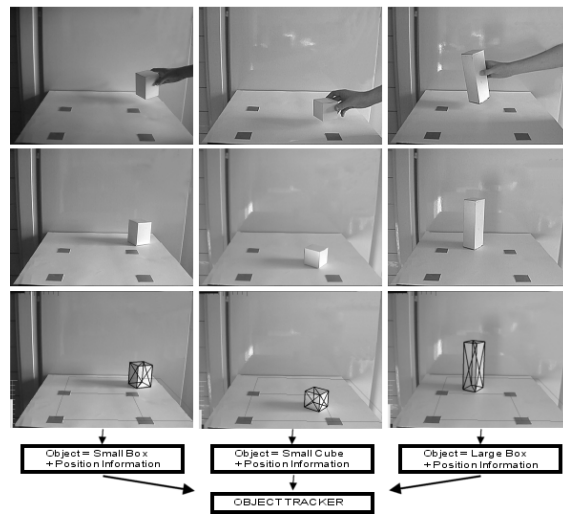 Object = Small Box
+Position Information
Object = Small Cube
+Position Information
Object = Large Box
+Position Information
OBJECT TRACKER